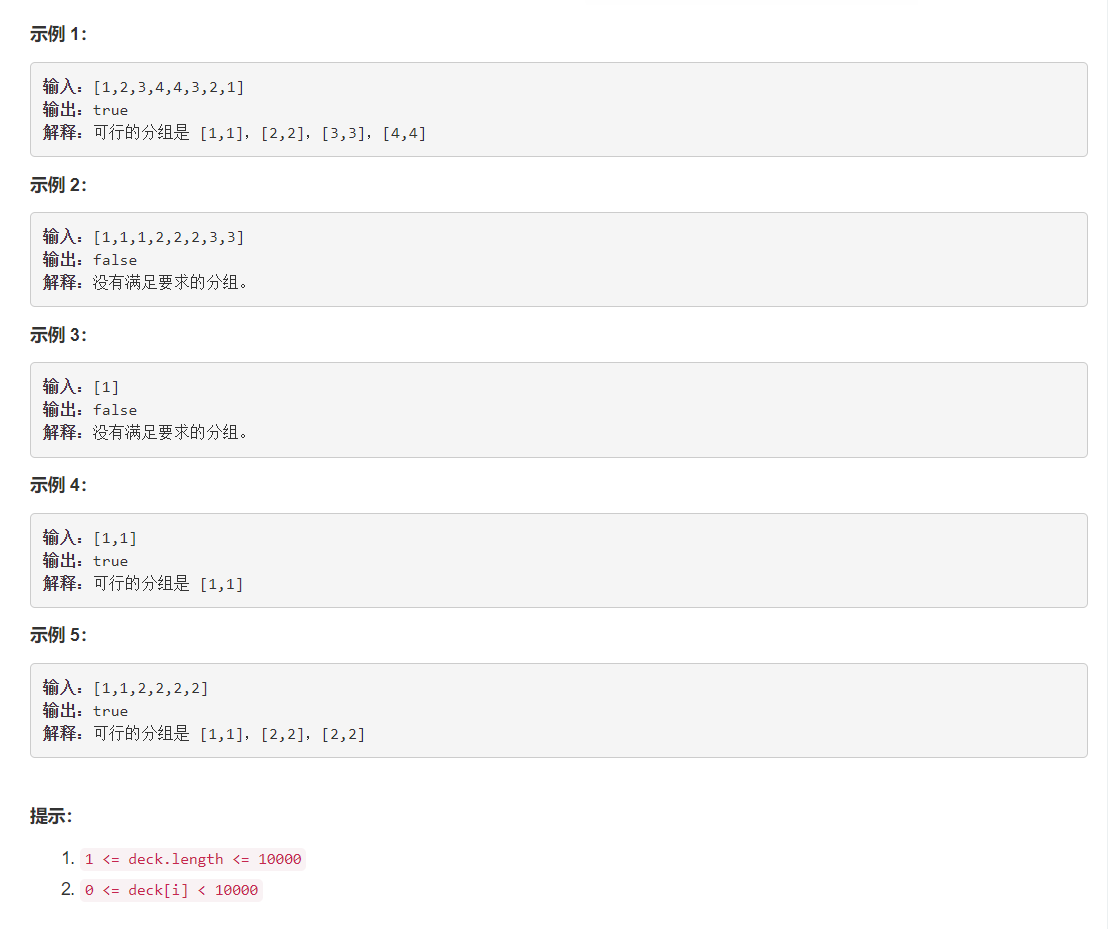 示例 1：
输入：[1,2,3,4,4,3,2,1]
输出：true
解释：可行的分组是 [1,1]，[2,2]，[3,3]，[4,4]
示例 2：
输入：[1,1,1,2,2,2,3,3]
输出：false
解释：没有满足要求的分组。
示例 3：
输入：[1]
输出：false
解释：没有满足要求的分组。
示例 4：
输入：[1,1]
输出：true
解释：可行的分组是 [1,1]
示例 5：
输入：[1,1,2,2,2,2]
输出：true
解释：可行的分组是 [1,1]，[2,2]，[2,2]
提示：
1. 1 <= deck.length <= 10000
2. 0 <= deck[i] < 10000